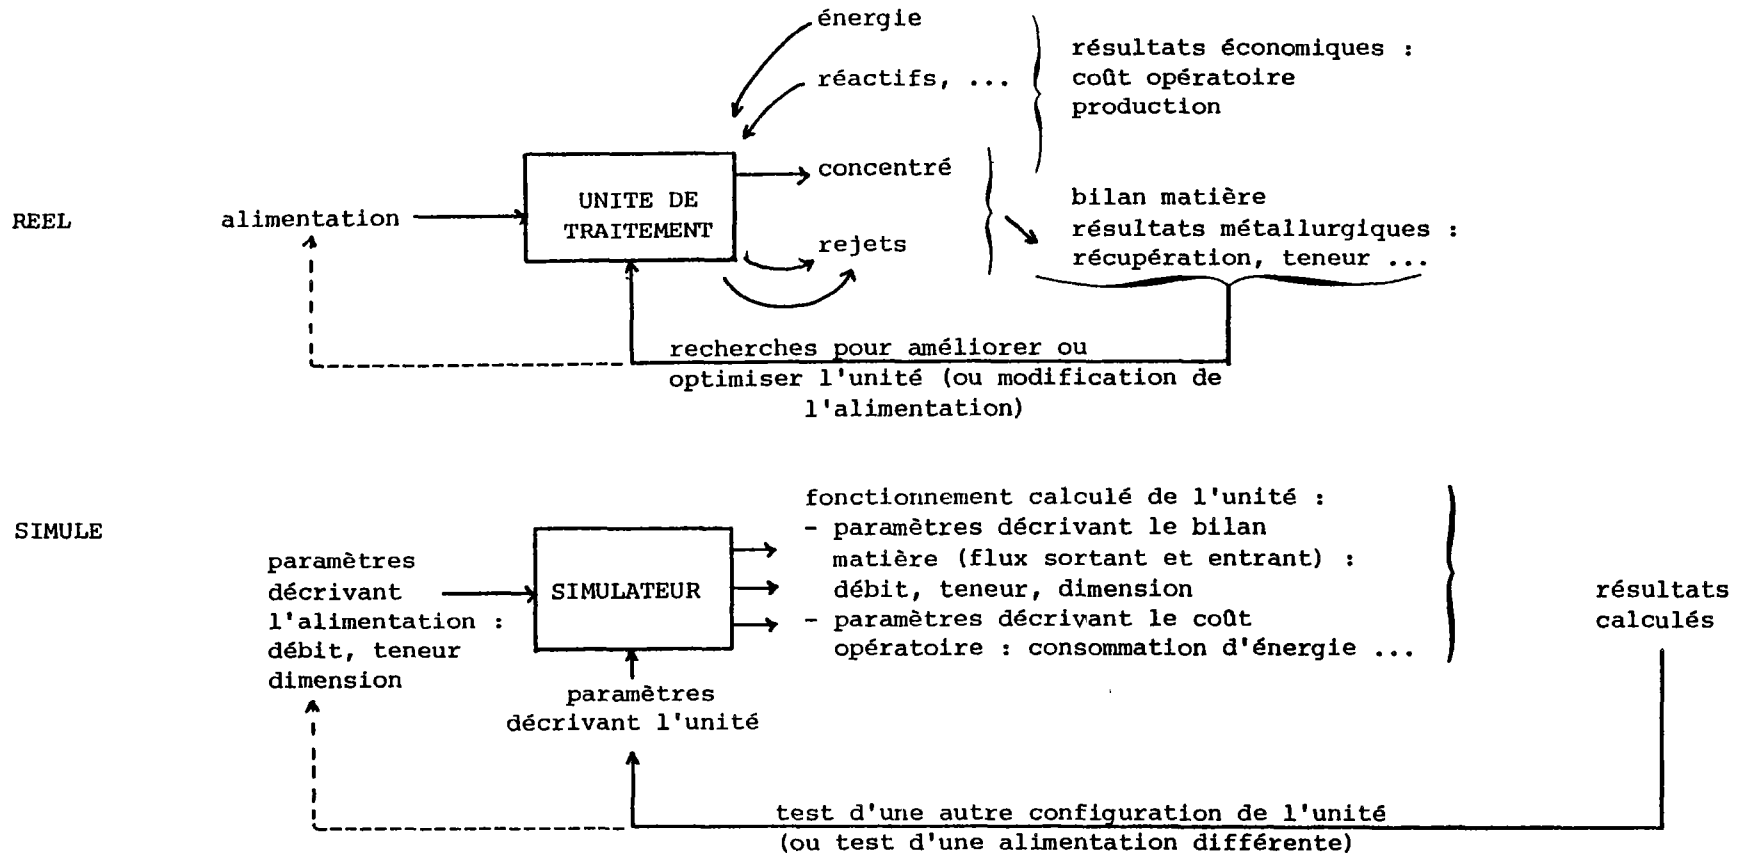 énergie
réactifs, ...
résultats économiques :
coût opératoire
production
REEL
alimentation
UNITE DE
TRAITEMENT
concentré
rejets
bilan matière
résultats métallurgiques :
récupération, teneur ...
recherches pour améliorer ou
optimiser l'unité (ou modification de
l'alimentation)
SIMULE
paramètres
décrivant
l'alimentation :
débit, teneur
dimension
SIMULATEUR
paramètres
décrivant l'unité
fonctionnement calculé de l'unité :
- paramètres décrivant le bilan
matière (flux sortant et entrant) :
débit, teneur, dimension
- paramètres décrivant le coût
opératoire : consommation d'énergie ...
résultats
calculés
test d'une autre configuration de l'unité
(ou test d'une alimentation différente)